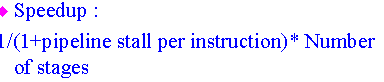 Speedup :
1/(1+pipeline stall per instruction)* Number
of stages